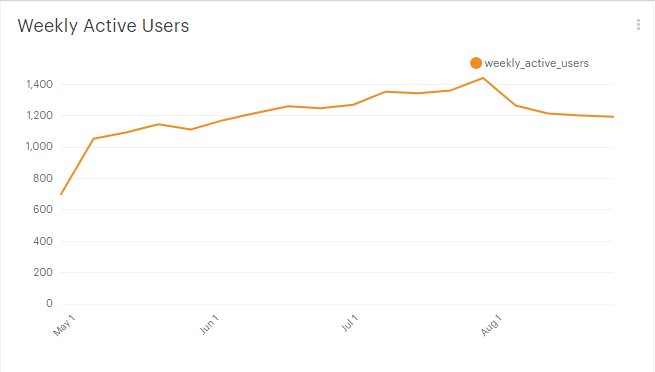 Weekly Active Users
weekly_active_users
1,400
1,200
1,000
800
600
400
200
0
May 1
Jun 1
Jul 1
Aug 1